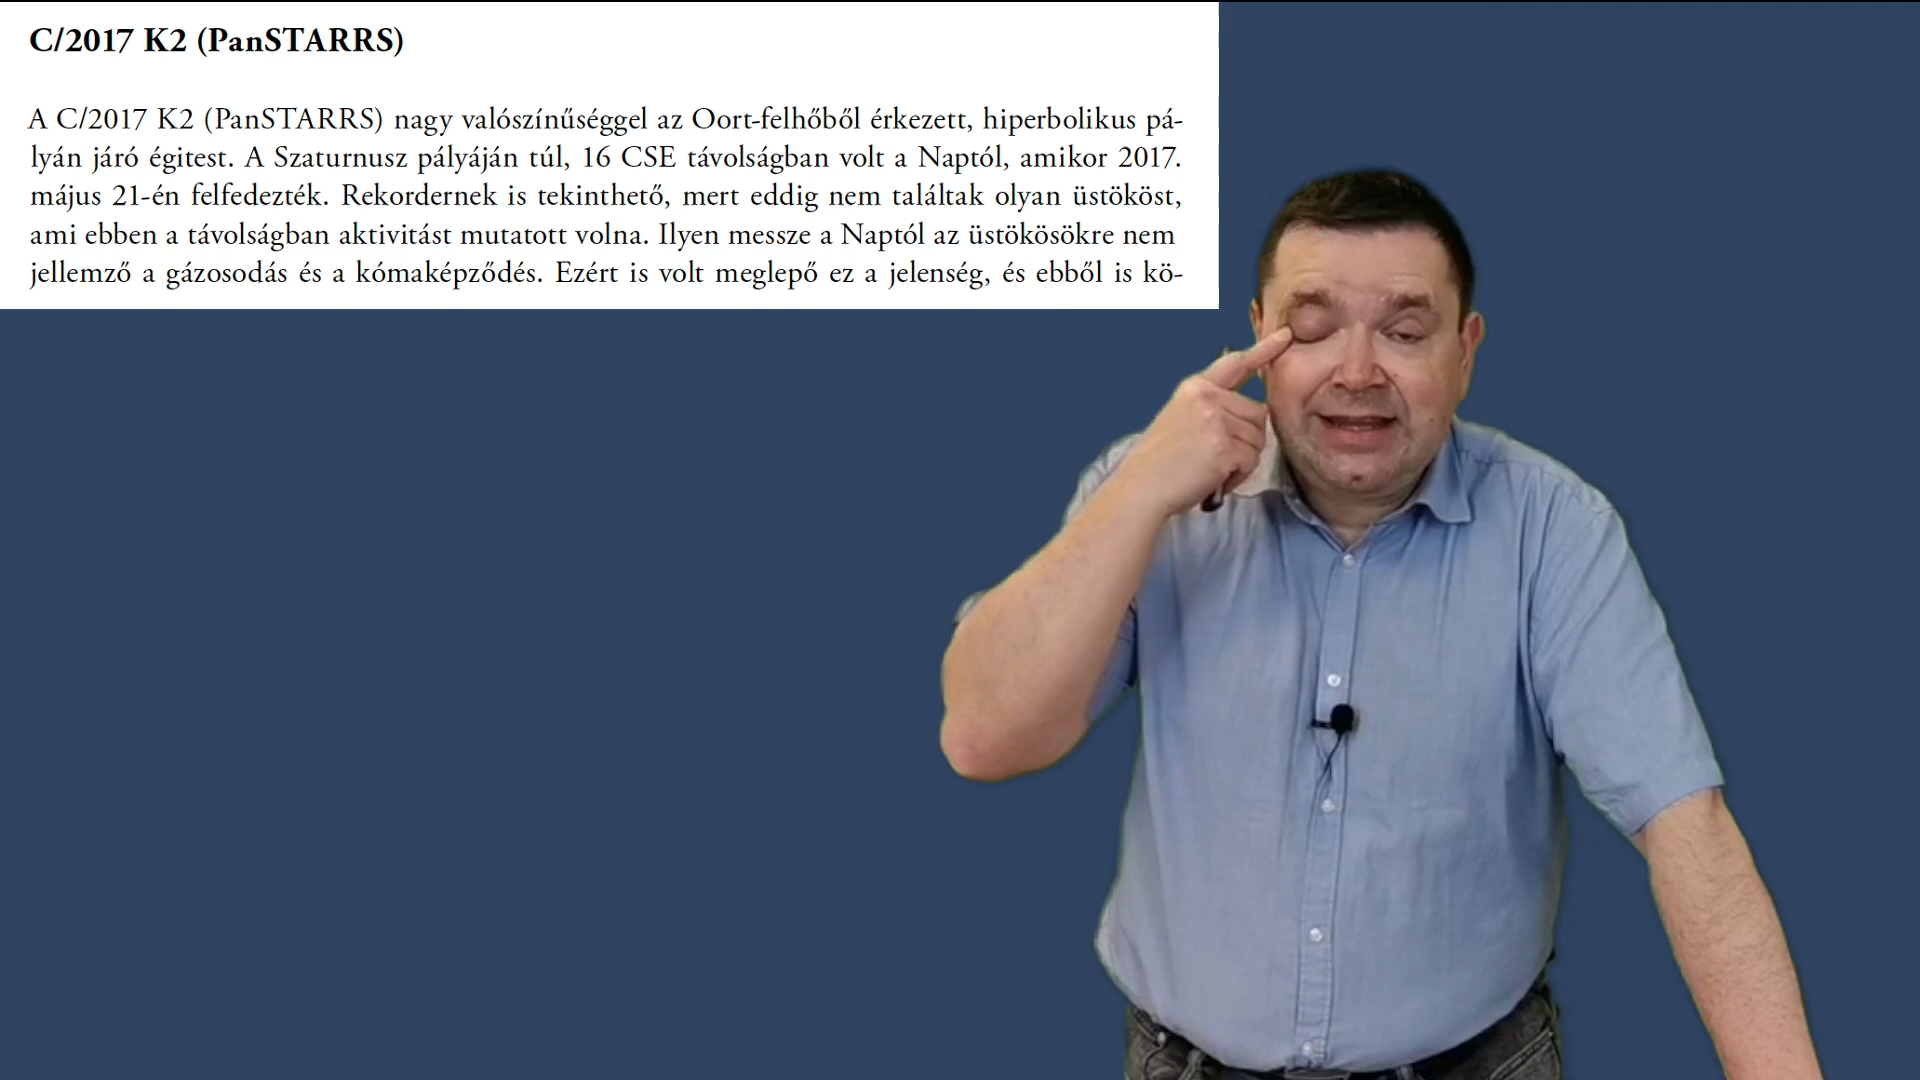 C/2017 K2 (PanSTARRS)
A C/2017 K2 (PanSTARRS) nagy valószínűséggel az Oort-felhőből érkezett, hiperbolikus pá-
lyán járó égitest. A Szaturnusz pályáján túl, 16 CSE távolságban volt a Naptól, amikor 2017.
május 21-én felfedezték. Rekordernek is tekinthető, mert eddig nem találtak olyan üstököst,
ami ebben a távolságban aktivitást mutatott volna. Ilyen messze a Naptól az üstökösökre nem
jellemző a gázosodás és a kómaképződés. Ezért is volt meglepő ez a jelenség, és ebből is kö-